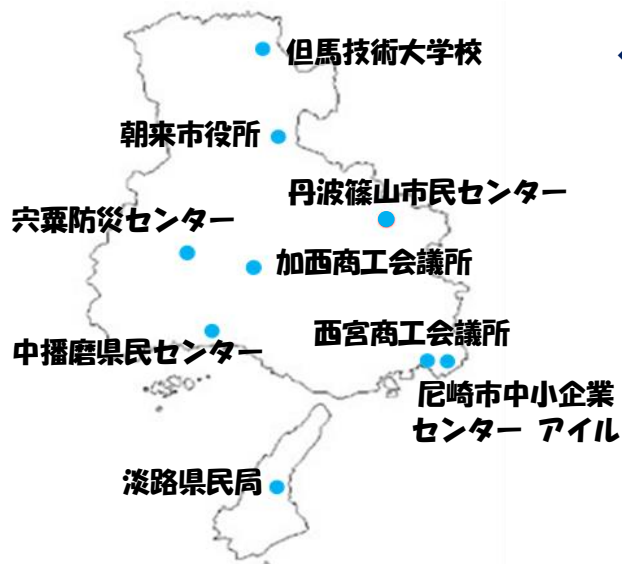 但馬技術大学校
朝来市役所
丹波篠山市民センター
宍粟防災センター
加西商工会議所
西宮商工会議所
中播磨県民センター
尼崎市中小企業
センター アイル
淡路県民局